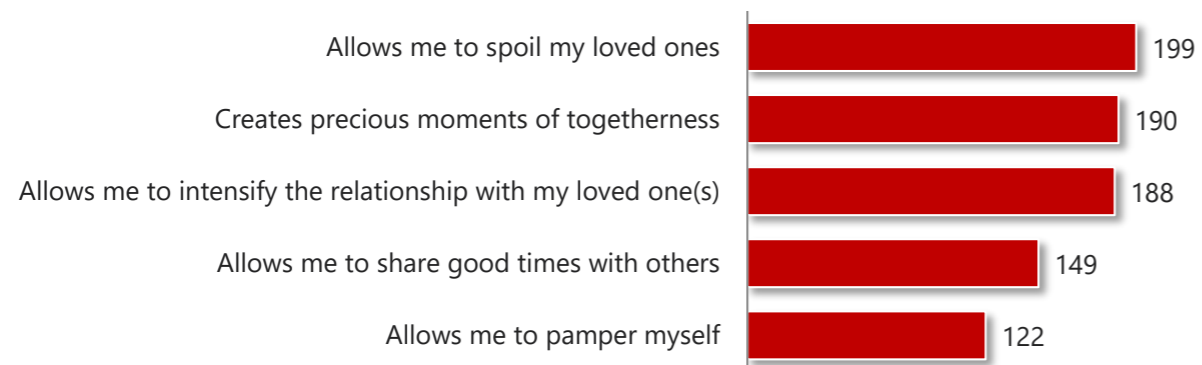 Allows me to spoil my loved ones 199
Creates precious moments of togetherness 190
Allows me to intensify the relationship with my loved one(s) 188
Allows me to share good times with others 149
Allows me to pamper myself 122